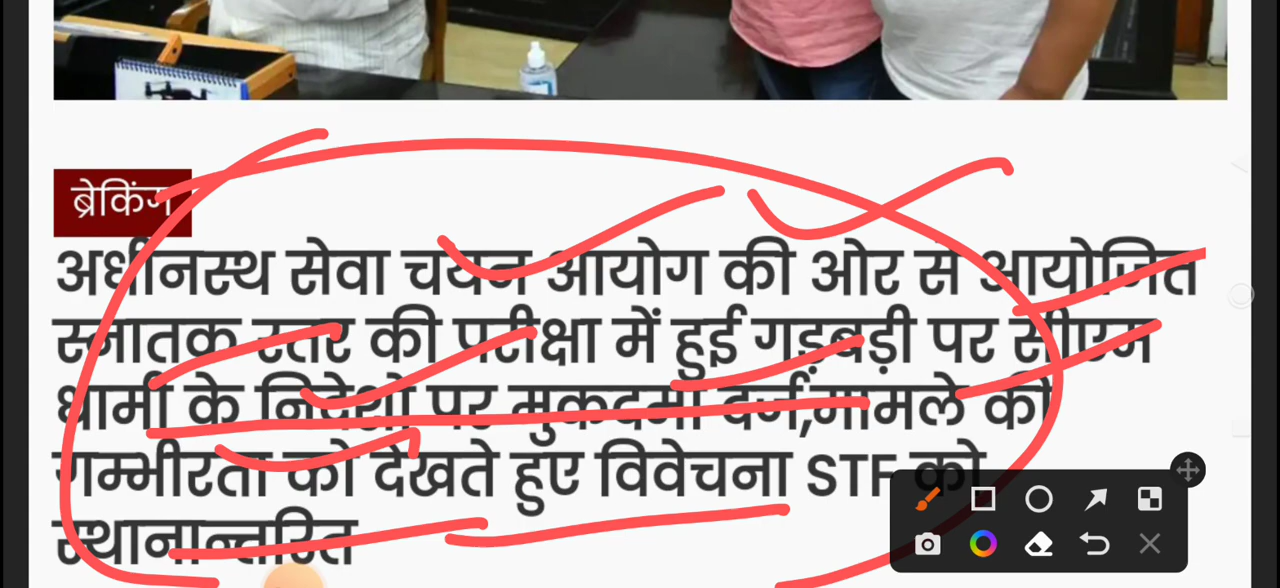 ब्रेकिंग
अधीनस्थ सेवा चयन आयोग की ओर से आयोजित
स्नातक स्तर की परीक्षा में हुई गड़बड़ी पर सीएम
धामी के निर्देशों पर मुकदमा दर्ज,मामले की
गम्भीरता को देखते हुए विवेचना STF को
स्थानान्तरित